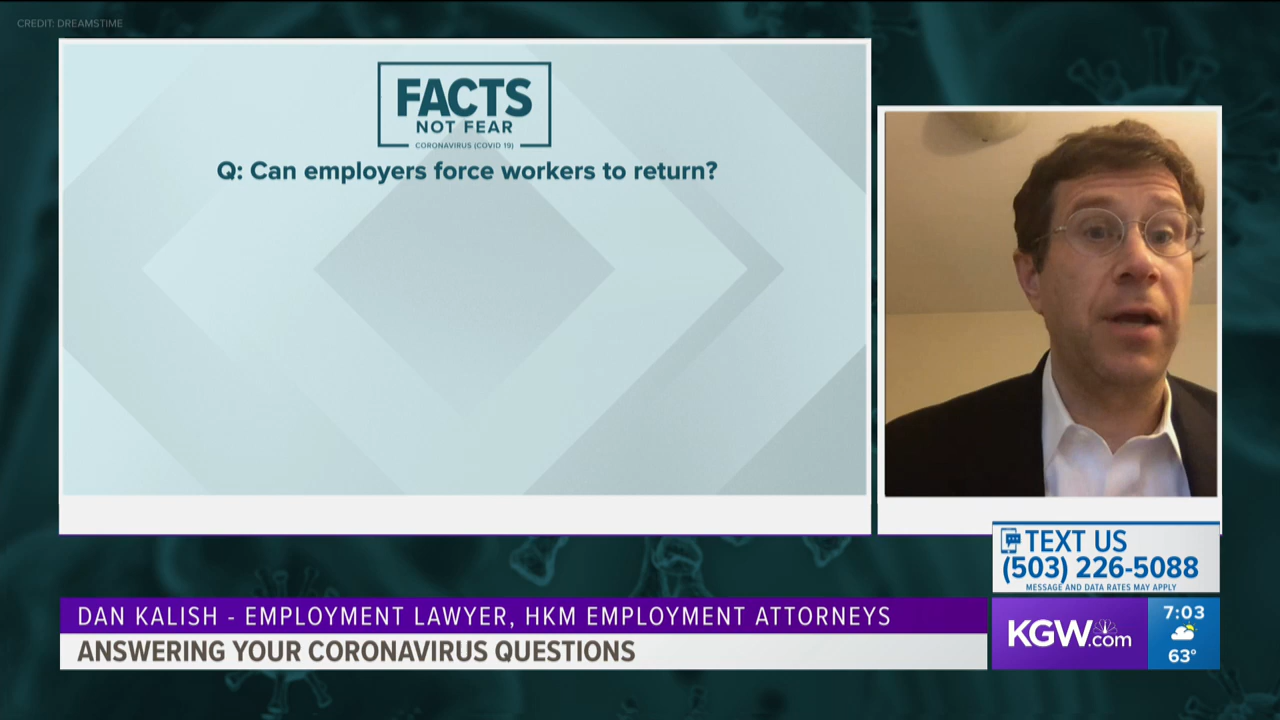 CREDIT: DREAMSTIME
FACTS
NOT FEAR
CORONAVIRUS (COVID 19)
Q: Can employers force workers to return?
TEXT US
(503) 226-5088
MESSAGE AND DATA RATES MAY APPLY
DAN KALISH - EMPLOYMENT LAWYER, HKM EMPLOYMENT ATTORNEYS
ANSWERING YOUR CORONAVIRUS QUESTIONS
KGW.com
7:03
63°